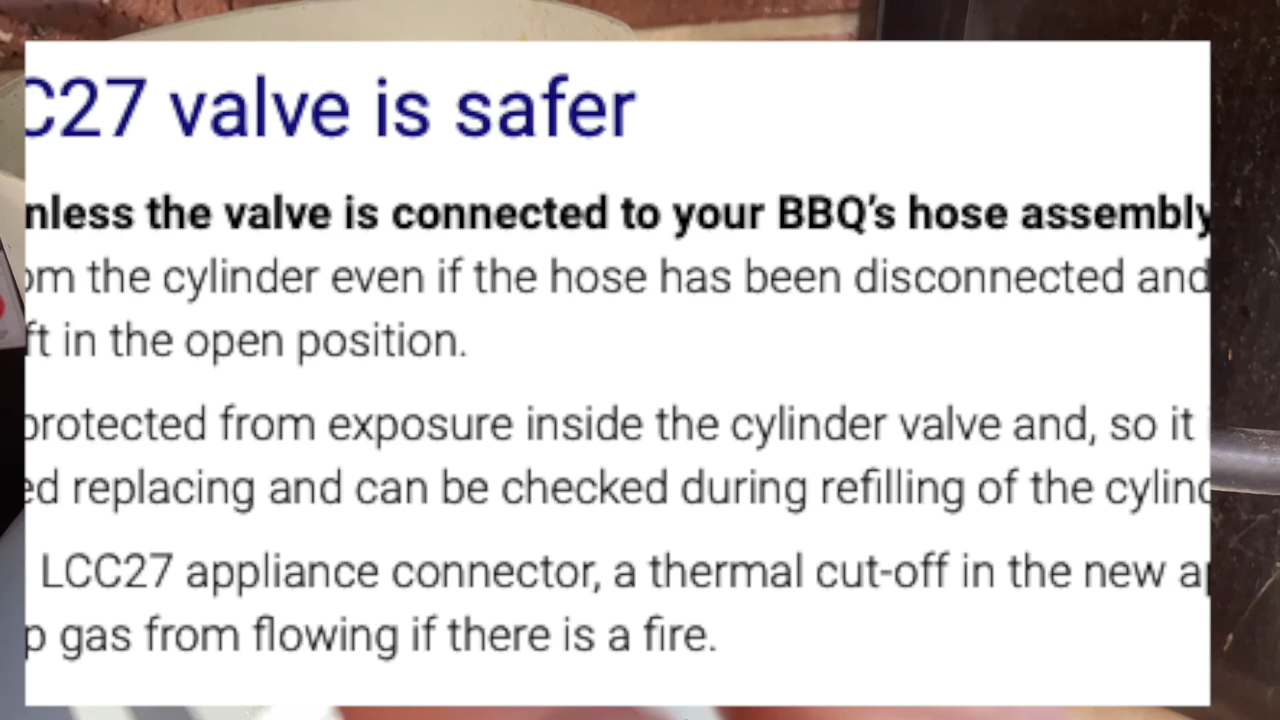 C27 valve is safer
nless the valve is connected to your BBQ's hose assembly
om the cylinder even if the hose has been disconnected and
ft in the open position.
protected from exposure inside the cylinder valve and, so it
ed replacing and can be checked during refilling of the cylind
LCC27 appliance connector, a thermal cut-off in the new ap
p gas from flowing if there is a fire.